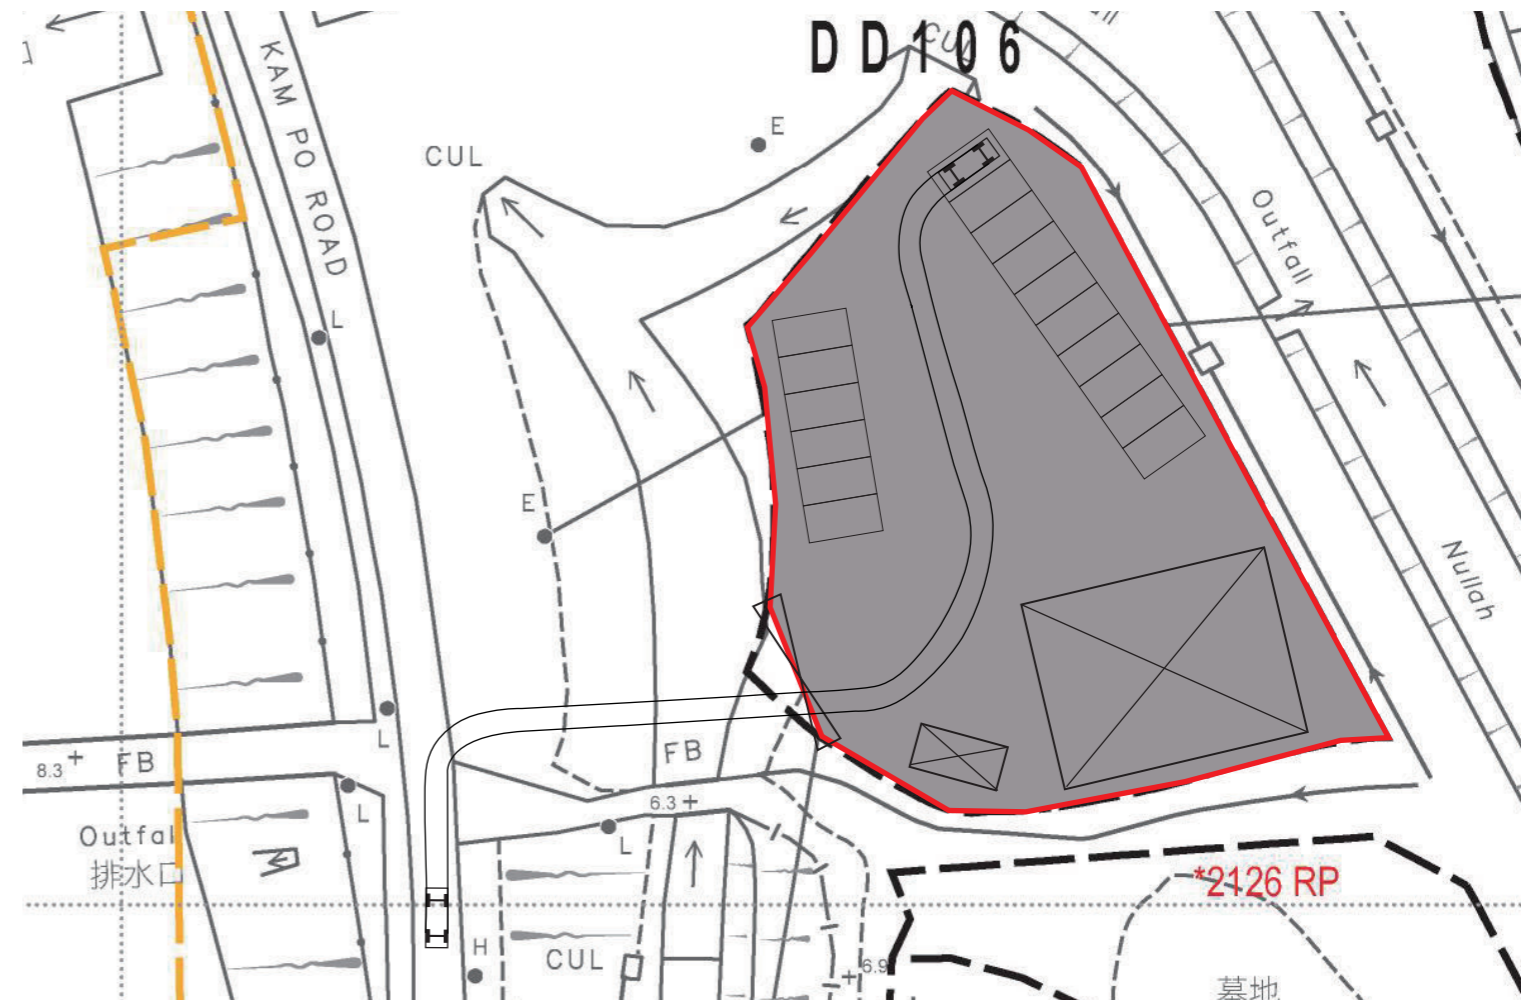 DD106
CUL
KAM PO ROAD
E
CUL
Outfall
L
E
Nullah
L
FB
8.3
FB
6.3
L
L
Outfal
排水口
*2126 RP
H
CUL
6.9
墓地